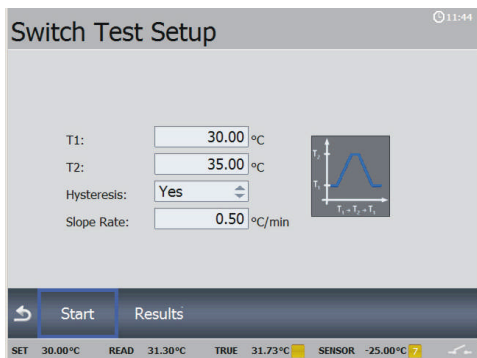 Switch Test Setup
11:44
T1: 30.00 °C
T2: 35.00 °C
Hysteresis: Yes
Slope Rate: 0.50 °C/min
T₂
T₁
T₁ + T₂ + T₁
Start Results
SET 30.00°C READ 31.30°C TRUE 31.73°C SENSOR -25.00°C 7